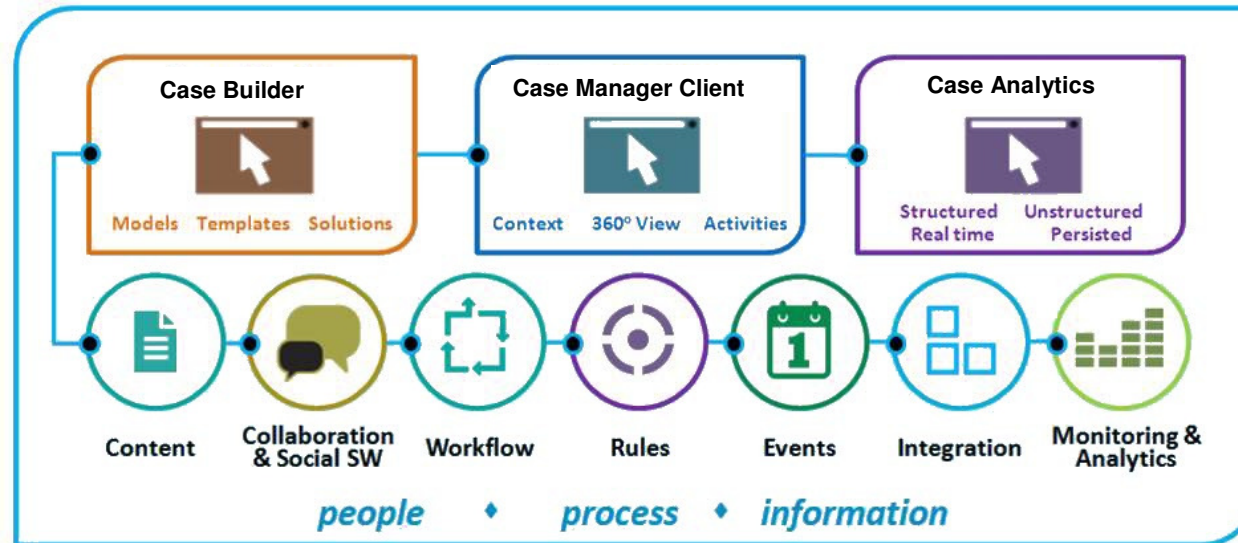 Case Builder
Models Templates Solutions
Case Manager Client
Context 360º View Activities
Case Analytics
Structured Unstructured
Real time Persisted
Content
Collaboration
& Social SW
Workflow
Rules
1
Events
Integration
Monitoring &
Analytics
people ♦ process ♦ information